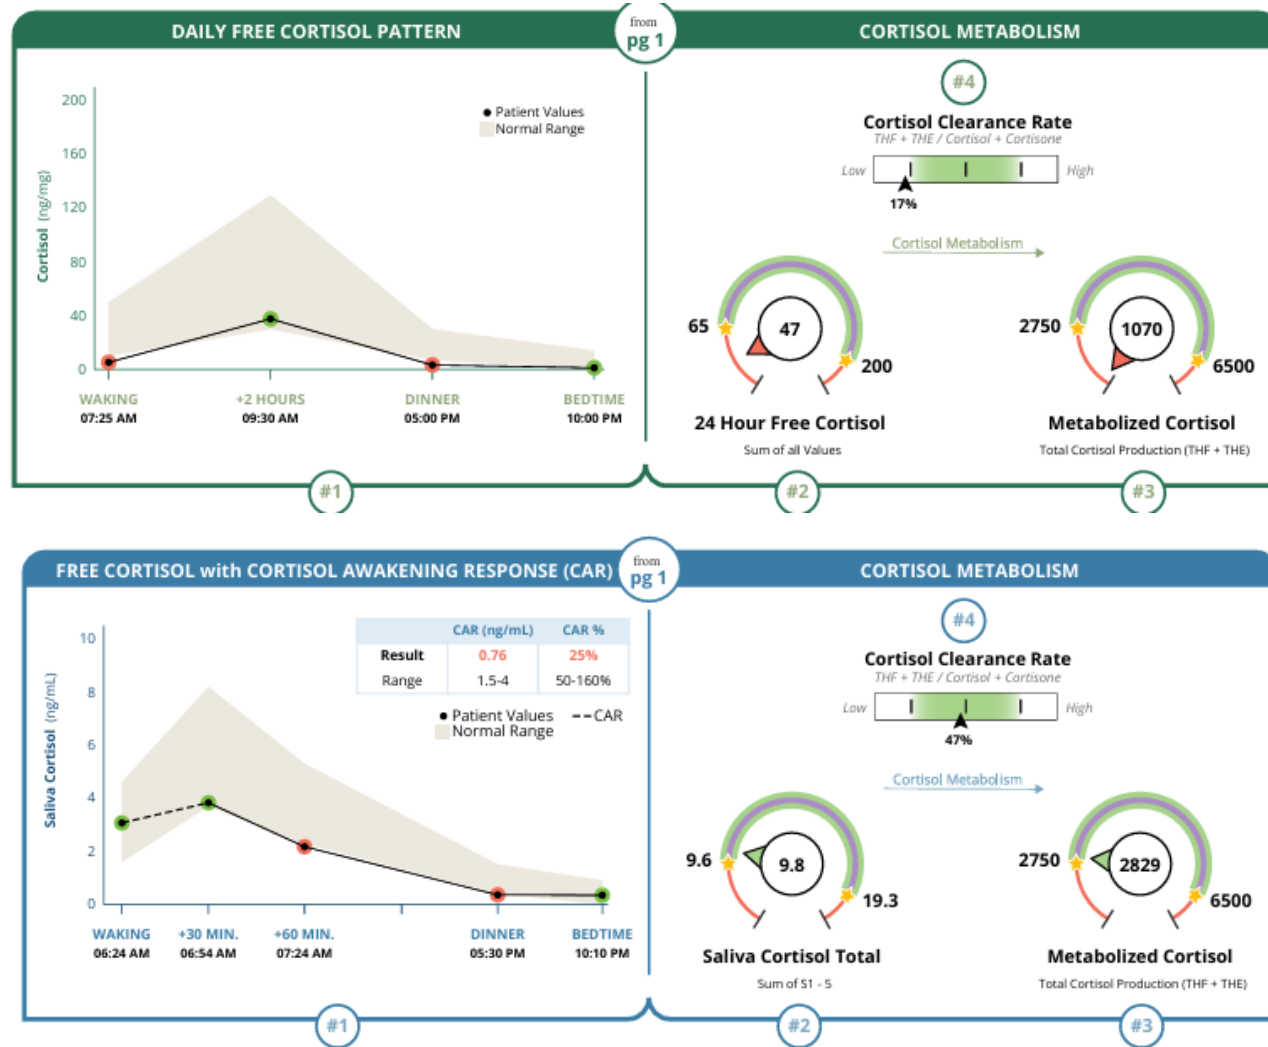 DAILY FREE CORTISOL PATTERN
from
pg 1
CORTISOL METABOLISM
Cortisol (ng/mg)
200
160
120
80
40
0
Patient Values
Normal Range
WAKING
07:25 AM
+2 HOURS
09:30 AM
DINNER
05:00 PM
BEDTIME
10:00 PM
#1
#4
Cortisol Clearance Rate
THF + THE / Cortisol + Cortisone
Low
High
17%
Cortisol Metabolism
65
47
200
24 Hour Free Cortisol
Sum of all Values
#2
2750
1070
6500
Metabolized Cortisol
Total Cortisol Production (THF + THE)
#3
FREE CORTISOL with CORTISOL AWAKENING RESPONSE (CAR)
from
pg 1
CORTISOL METABOLISM
Saliva Cortisol (ng/mL)
10
8
6
4
2
0
CAR (ng/mL) CAR %
Result 0.76 25%
Range 1.5-4 50-160%
Patient Values CAR
Normal Range
WAKING
06:24 AM
+30 MIN.
06:54 AM
+60 MIN.
07:24 AM
DINNER
05:30 PM
BEDTIME
10:10 PM
#1
#4
Cortisol Clearance Rate
THF + THE / Cortisol + Cortisone
Low
High
47%
Cortisol Metabolism
9.6
9.8
19.3
Saliva Cortisol Total
Sum of S1 - 5
#2
2750
2829
6500
Metabolized Cortisol
Total Cortisol Production (THF + THE)
#3